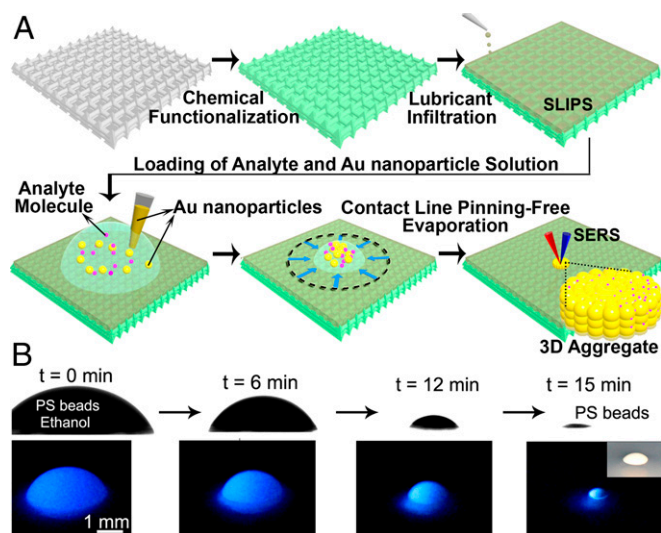 A
Chemical
Functionalization
Lubricant
Infiltration
SLIPS
Loading of Analyte and Au nanoparticle Solution
Analyte
Molecule
Au nanoparticles
Contact Line Pinning-Free
Evaporation
SERS
3D Aggregate
B
t = 0 min
t = 6 min
t = 12 min
t = 15 min
PS beads
Ethanol
PS beads
1 mm